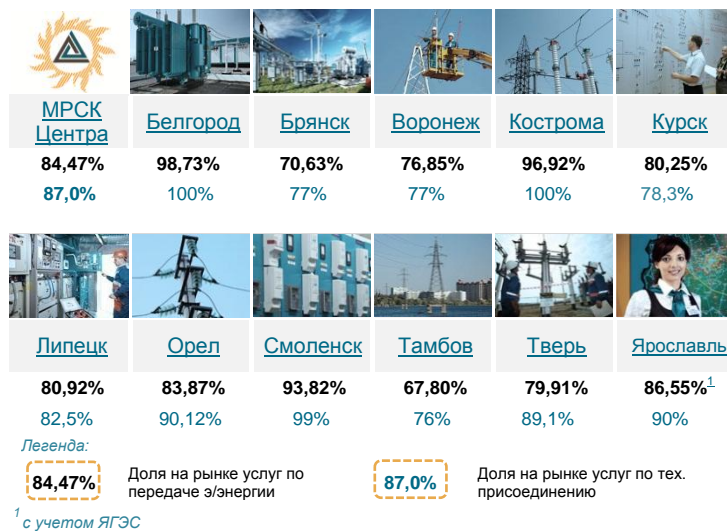 МРСК
Центра
Белгород
Брянск
Воронеж
Кострома
Курск
84,47%
98,73%
70,63%
76,85%
96,92%
80,25%
87,0%
100%
77%
77%
100%
78,3%
Липецк
Орел
Смоленск
Тамбов
Тверь
Ярославль
80,92%
83,87%
93,82%
67,80%
79,91%
86,55%1
82,5%
90,12%
99%
76%
89,1%
90%
Легенда:
84,47%
Доля на рынке услуг по
передаче э/энергии
87,0%
Доля на рынке услуг по тех.
присоединению
1 с учетом ЯГЭС